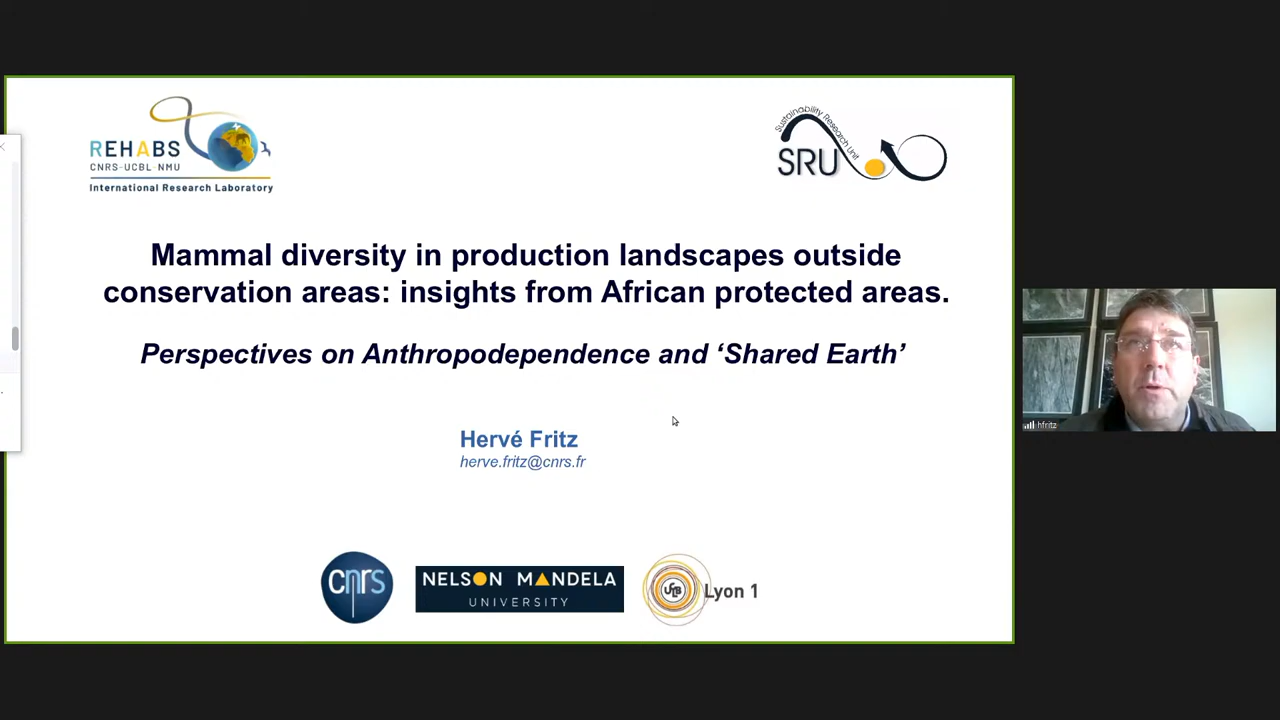 REHABS
CNRS-UCBL-NMU
International Research Laboratory
Sustainability Research Unit
SRU
Mammal diversity in production landscapes outside
conservation areas: insights from African protected areas.
Perspectives on Anthropodependence and ‘Shared Earth’
Hervé Fritz
herve.fritz@cnrs.fr
hfritz
cnrs
NELSON MANDELA
UNIVERSITY
UCB
Lyon 1